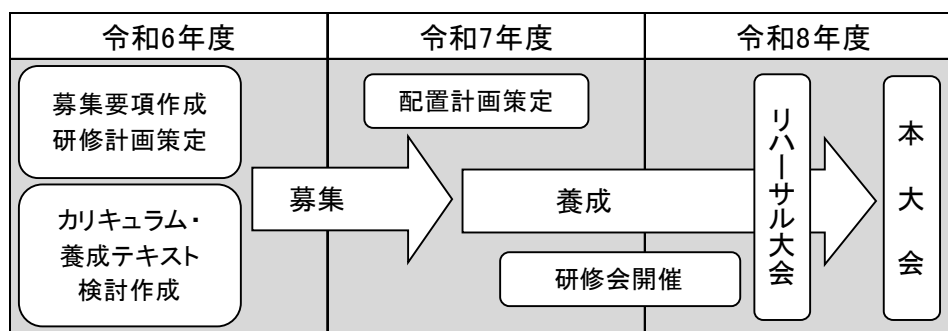 令和6年度
令和7年度
令和8年度
募集要項作成
研修計画策定
カリキュラム・
養成テキスト
検討作成
募集
配置計画策定
養成
研修会開催
リハーサル大会
本大会